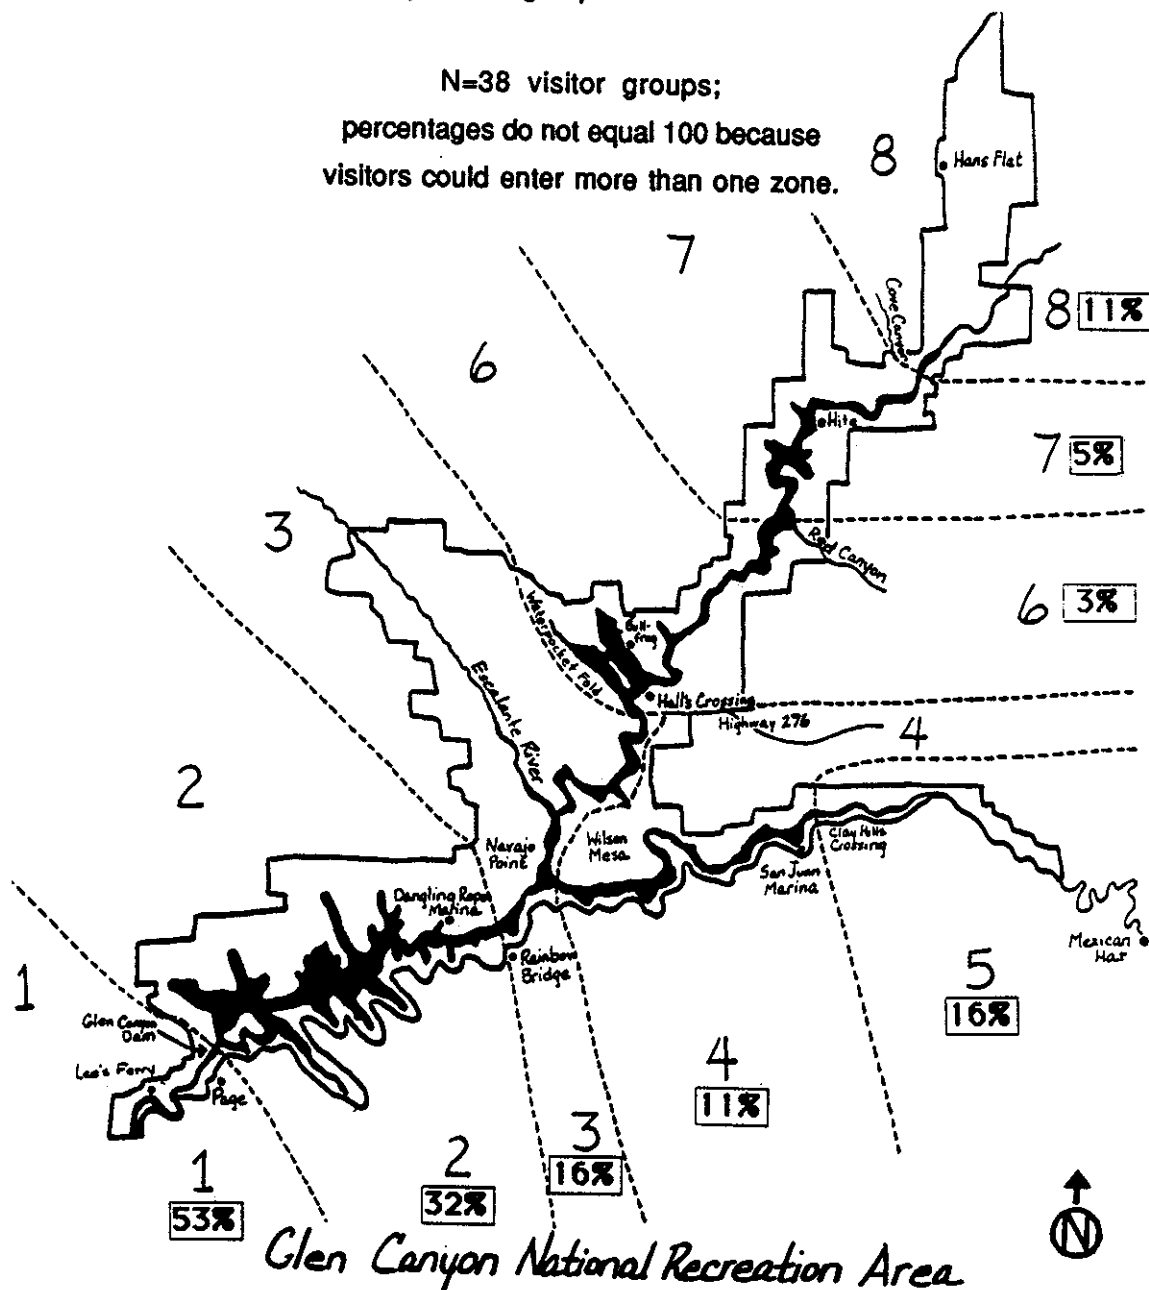 N=38 visitor groups;
percentages do not equal 100 because
visitors could enter more than one zone.
8
Hans Flat
7
Cove Canyon
8 11%
6
Hite
7 5%
3
Red Canyon
6 3%
Waterpocket Fold
Bull-
frog
Escalante River
Hall's Crossing
Highway 276
4
2
Navajo
Point
Wilson
Mesa
Clay Hills
Crossing
San Juan
Marina
Dangling Rope
Marina
Rainbow
Bridge
Mexican
Hat
1
5
16%
Glen Canyon
Dam
Lee's Ferry
Page
4
11%
1
53%
2
32%
3
16%
N
Glen Canyon National Recreation Area